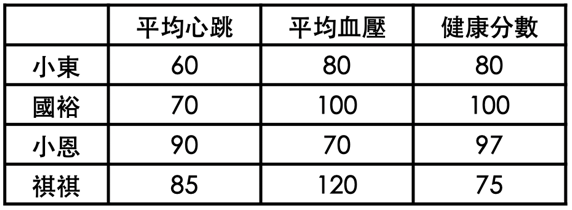 平均心跳 平均血壓 健康分數
小東 60 80 80
國裕 70 100 100
小恩 90 70 97
祺祺 85 120 75